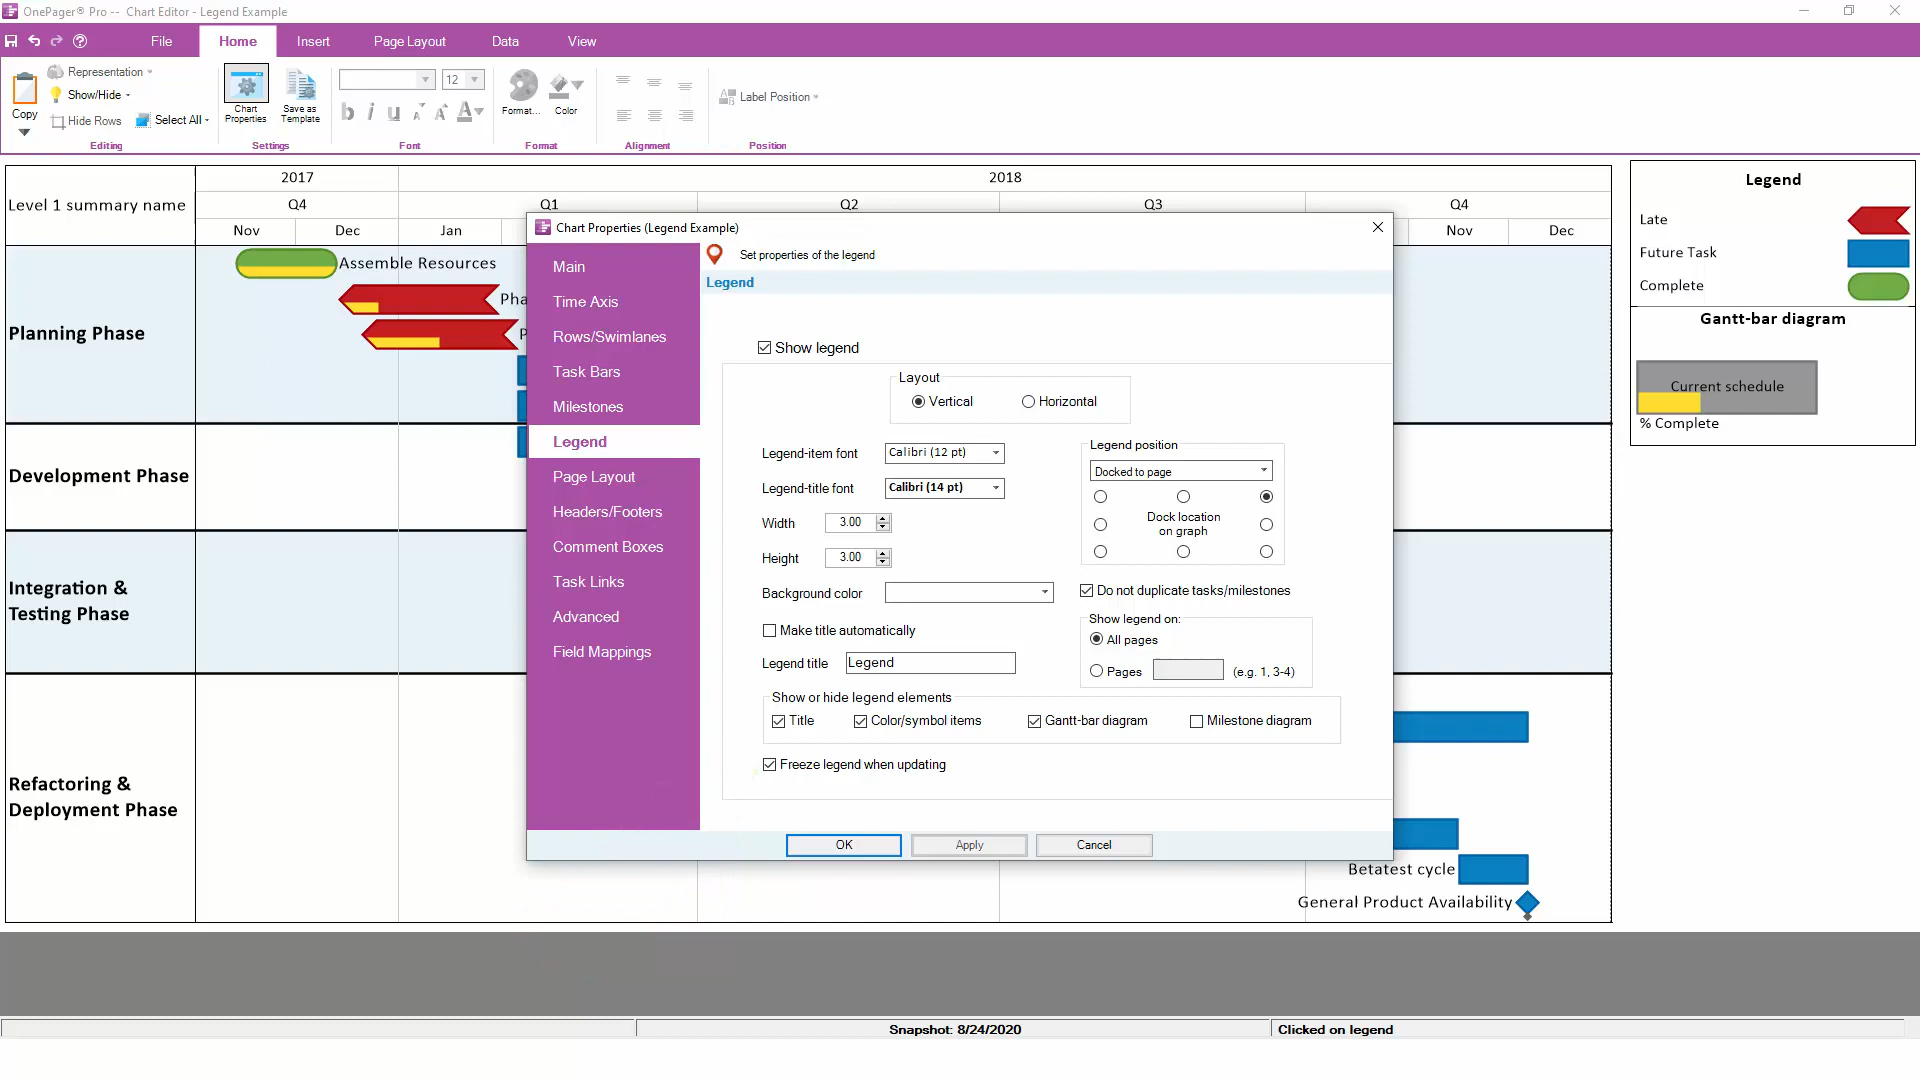 OnePager® Pro -- Chart Editor - Legend Example
File Home Insert Page Layout Data View
Copy
Representation
Show/Hide
Hide Rows
Select All
Editing
Chart
Properties
Save as
Template
Settings
12
b i u A A A
Font
Format...
Color
Format
Alignment
Label Position
Position
Level 1 summary name
2017
2018
Q4 Q1 Q2 Q3 Q4
Nov Dec Jan Nov Dec
Planning Phase
Development Phase
Integration &
Testing Phase
Refactoring &
Deployment Phase
Assemble Resources
Pha
P
Betatest cycle
General Product Availability
Legend
Late
Future Task
Complete
Gantt-bar diagram
Current schedule
% Complete
Chart Properties (Legend Example)
Main
Time Axis
Rows/Swimlanes
Task Bars
Milestones
Legend
Page Layout
Headers/Footers
Comment Boxes
Task Links
Advanced
Field Mappings
Set properties of the legend
Legend
Show legend
Layout
Vertical Horizontal
Legend-item font Calibri (12 pt)
Legend-title font Calibri (14 pt)
Width 3.00
Height 3.00
Background color
Make title automatically
Legend title Legend
Legend position
Docked to page
Dock location
on graph
Do not duplicate tasks/milestones
Show legend on:
All pages
Pages (e.g. 1, 3-4)
Show or hide legend elements
Title Color/symbol items Gantt-bar diagram Milestone diagram
Freeze legend when updating
OK Apply Cancel
Snapshot: 8/24/2020
Clicked on legend